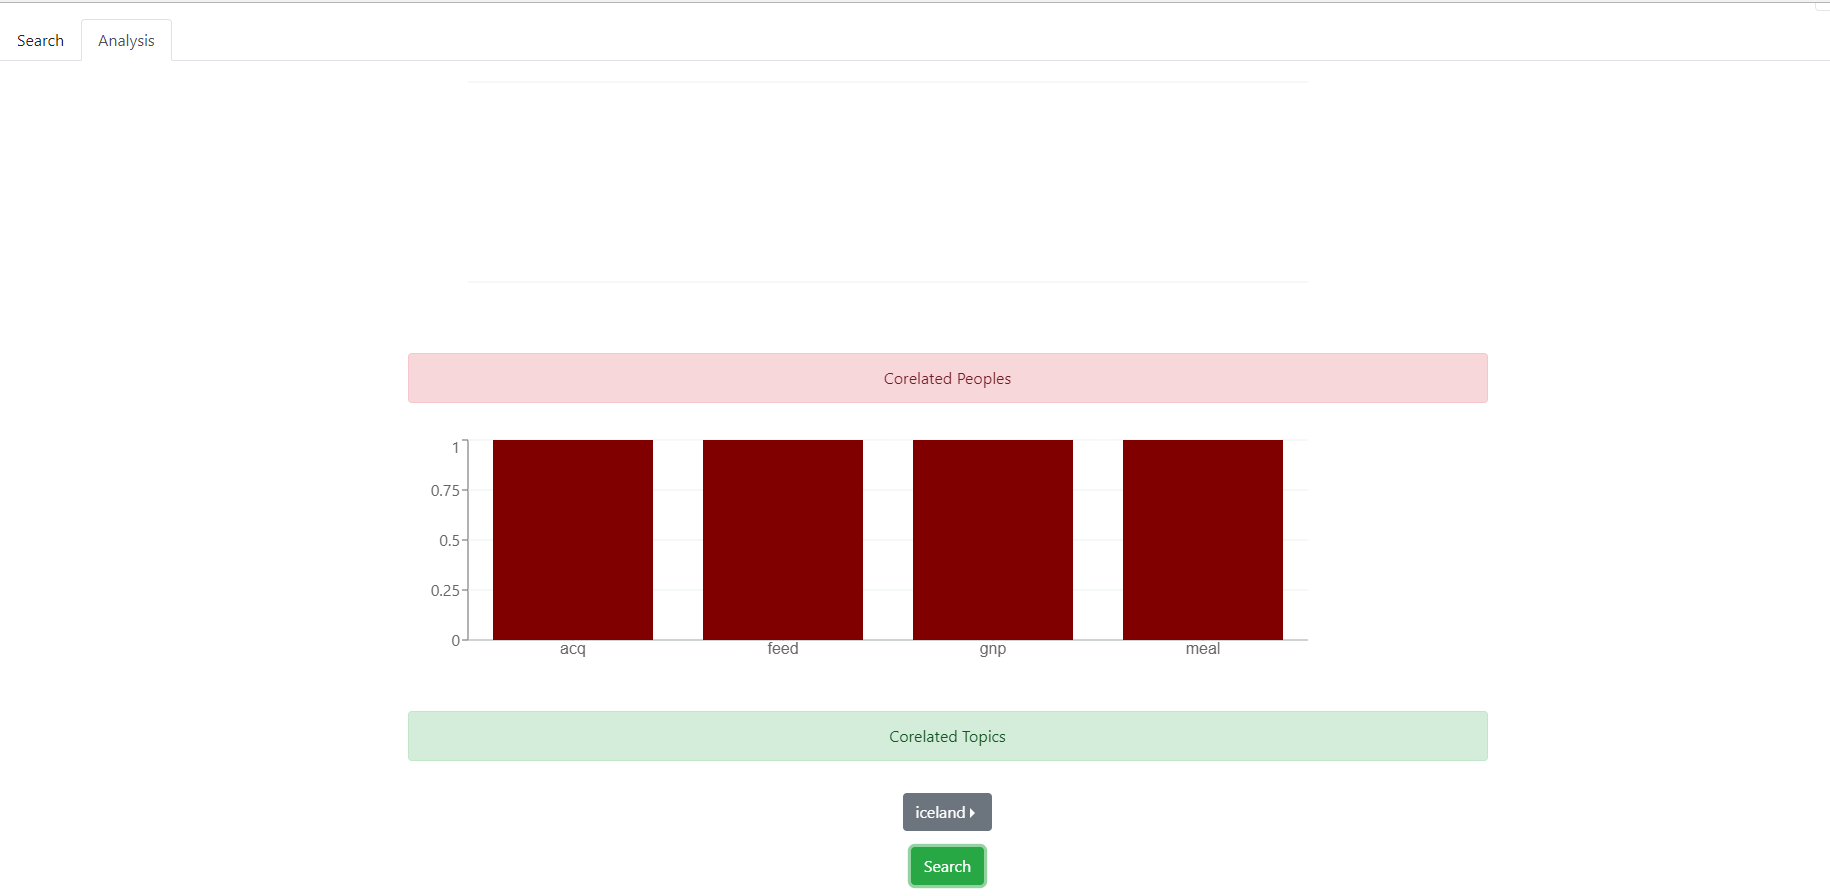 Search
Analysis
Corelated Peoples
1
0.75
0.5
0.25
0
acq feed gnp meal
Corelated Topics
iceland
Search